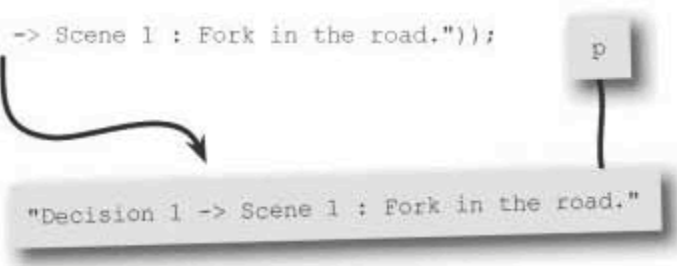 -> Scene 1 : Fork in the road."));
p
"Decision 1 -> Scene 1 : Fork in the road."